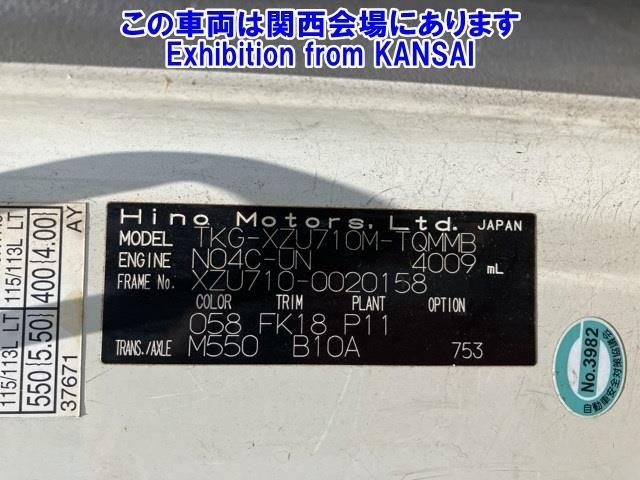 この車両は関西会場にあります
Exhibition from KANSAI
Hino Motors, Ltd. JAPAN
MODEL TKG-XZU710M-TQMMB
ENGINE N04C-UN 4009 mL
FRAME No. XZU710-0020158
COLOR TRIM PLANT OPTION
058 FK18 P11
TRANS./AXLE M550 B10A 753
115/113L LT 115/113L LT
550 (5.50) 400 (4.00)
37671 AY
No.3982